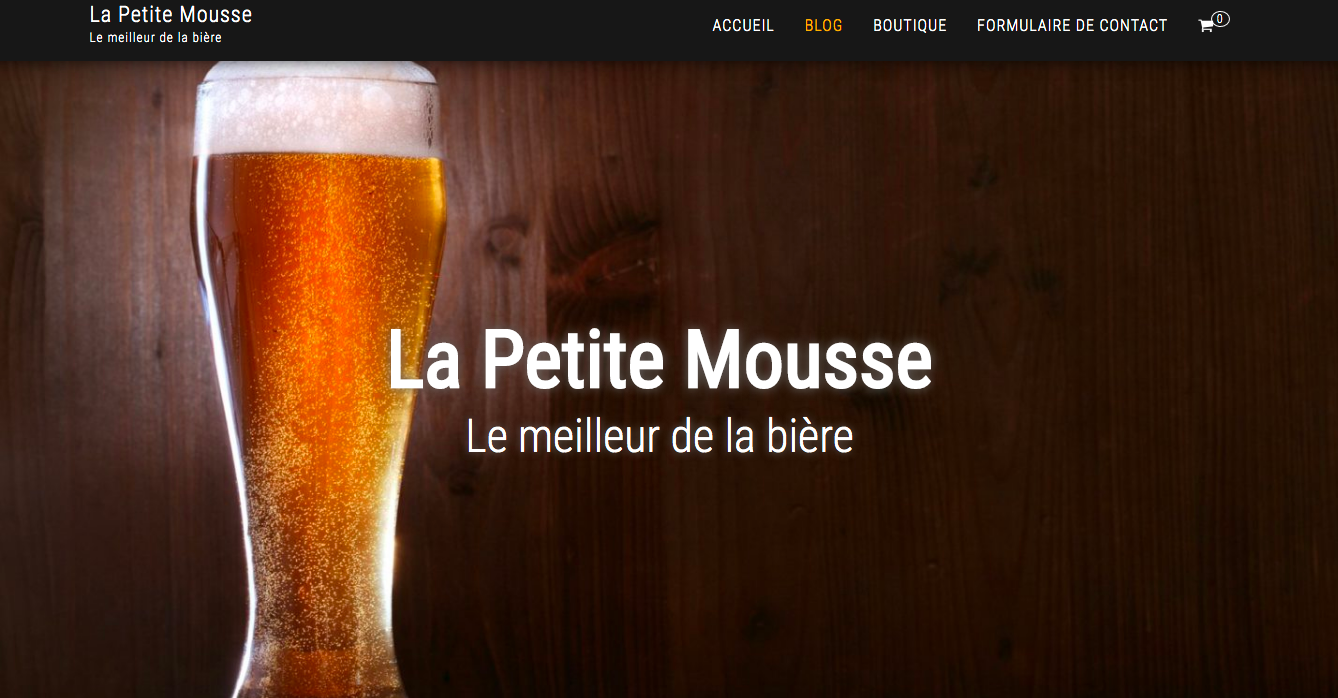 La Petite Mousse
Le meilleur de la bière
ACCUEIL BLOG BOUTIQUE FORMULAIRE DE CONTACT 0
La Petite Mousse
Le meilleur de la bière